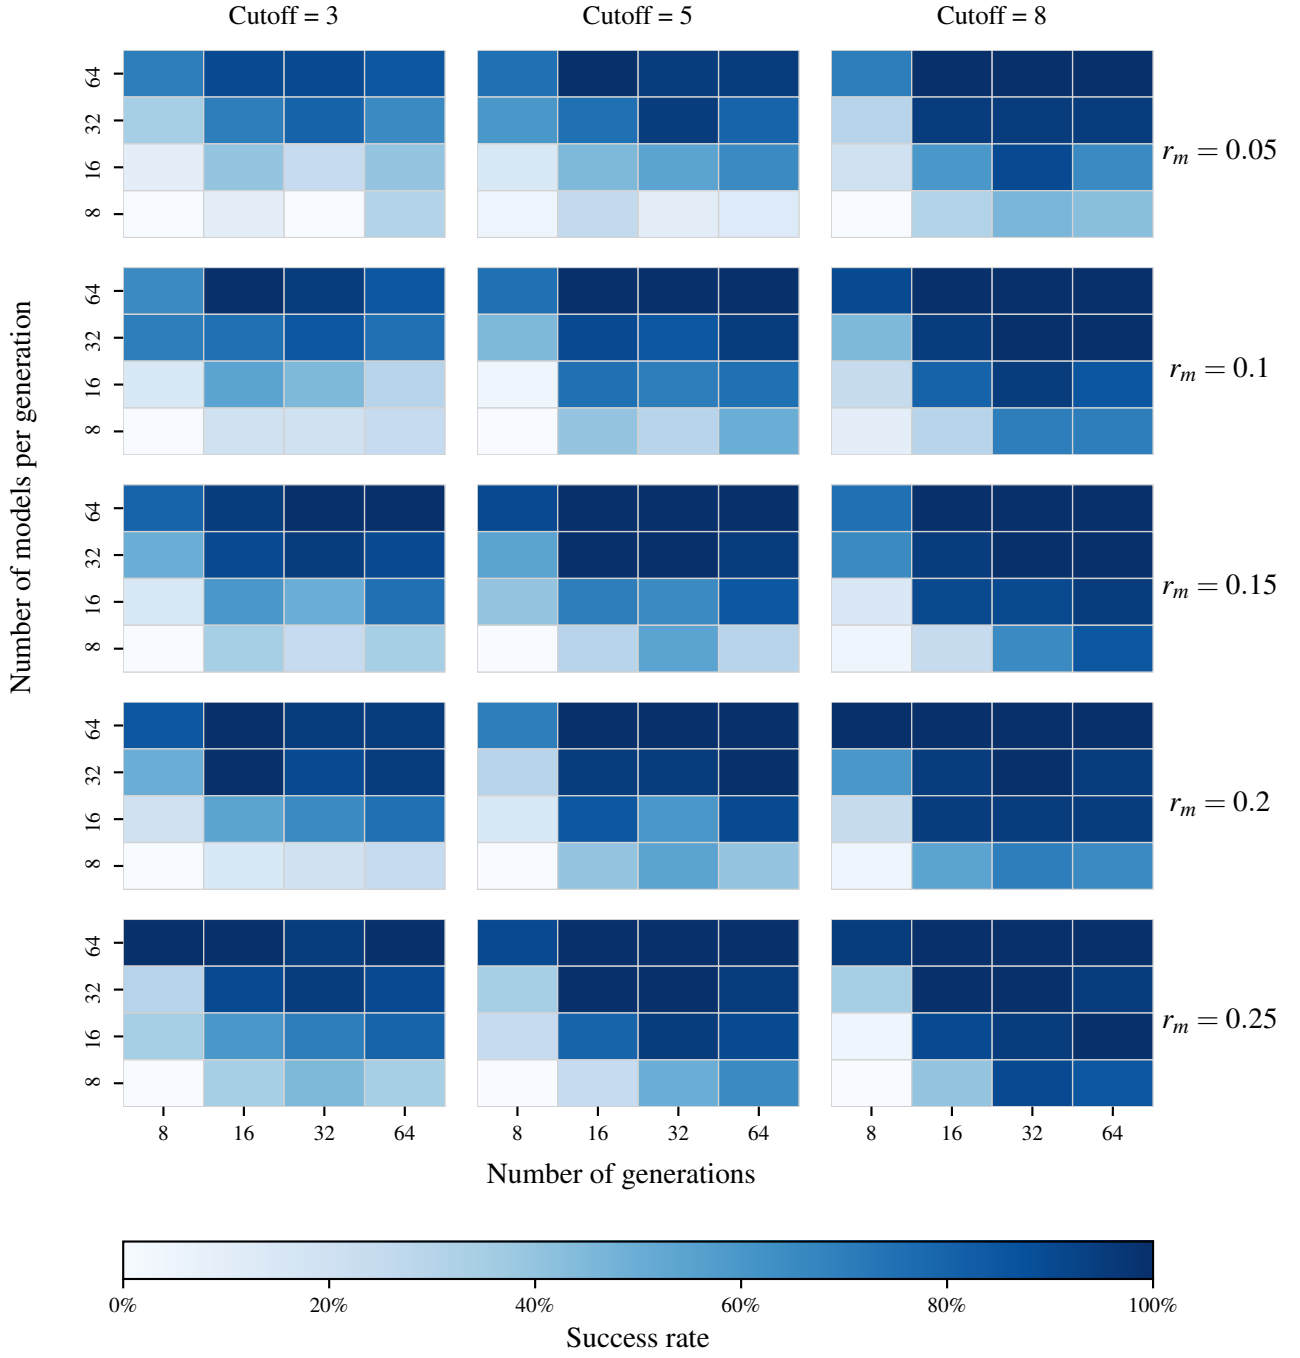 Cutoff = 3 Cutoff = 5 Cutoff = 8
64
32
16
8
r_m = 0.05
64
32
16
8
r_m = 0.1
Number of models per generation
64
32
16
8
r_m = 0.15
64
32
16
8
r_m = 0.2
64
32
16
8
r_m = 0.25
8 16 32 64 8 16 32 64 8 16 32 64
Number of generations
0% 20% 40% 60% 80% 100%
Success rate